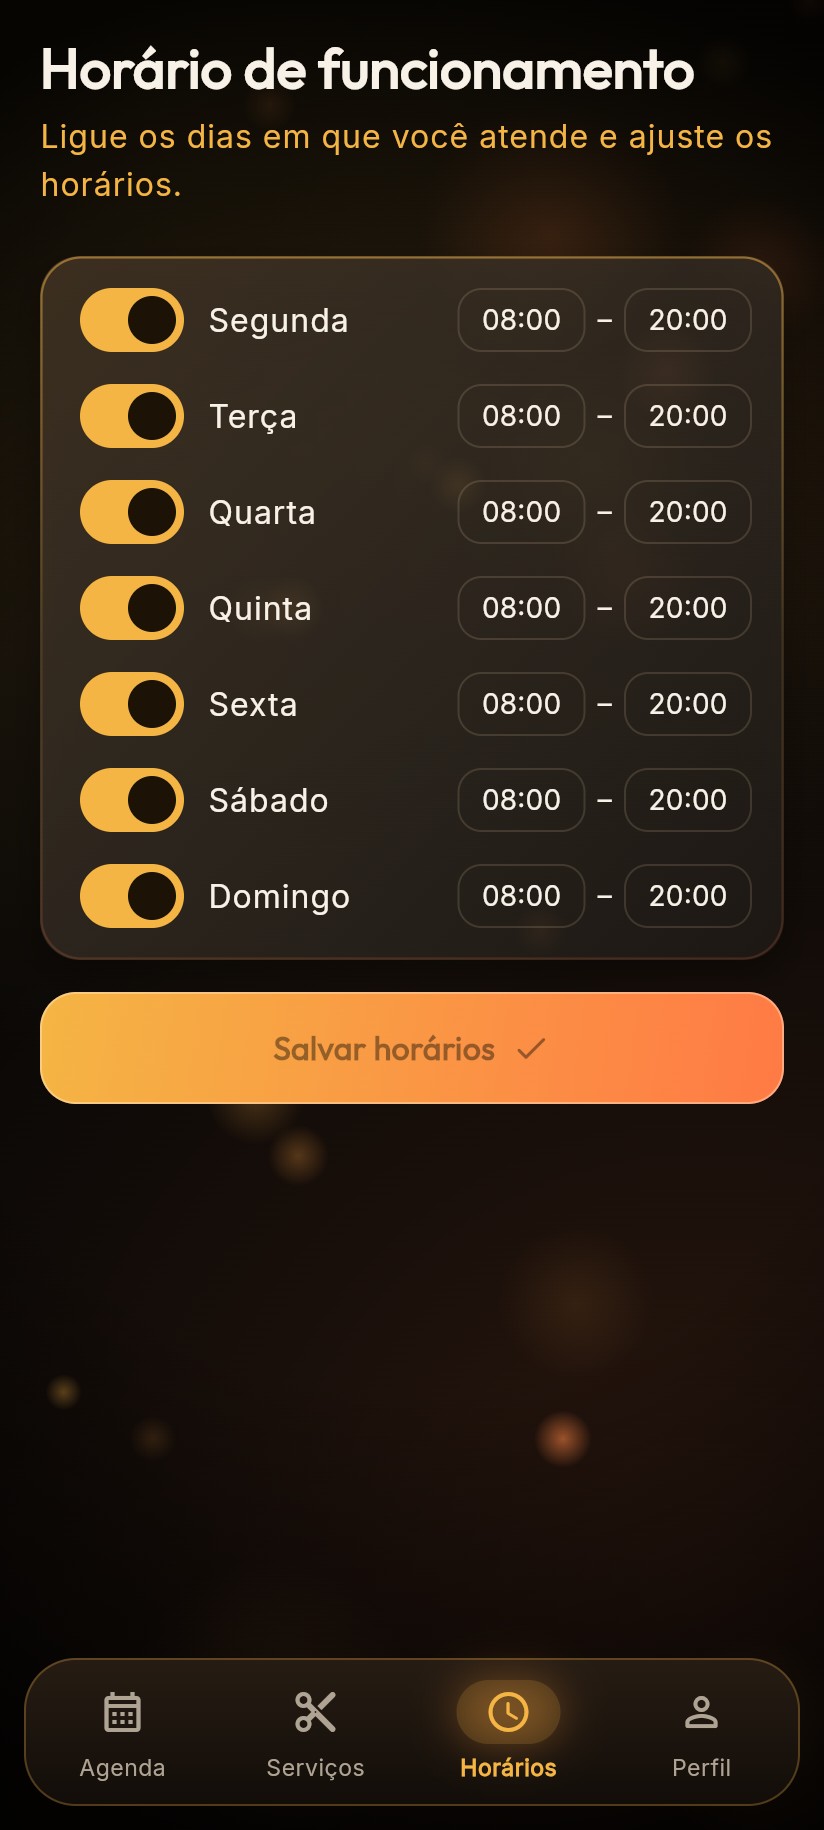 Horário de funcionamento
Ligue os dias em que você atende e ajuste os
horários.
Segunda 08:00 – 20:00
Terça 08:00 – 20:00
Quarta 08:00 – 20:00
Quinta 08:00 – 20:00
Sexta 08:00 – 20:00
Sábado 08:00 – 20:00
Domingo 08:00 – 20:00
Salvar horários
Agenda Serviços Horários Perfil